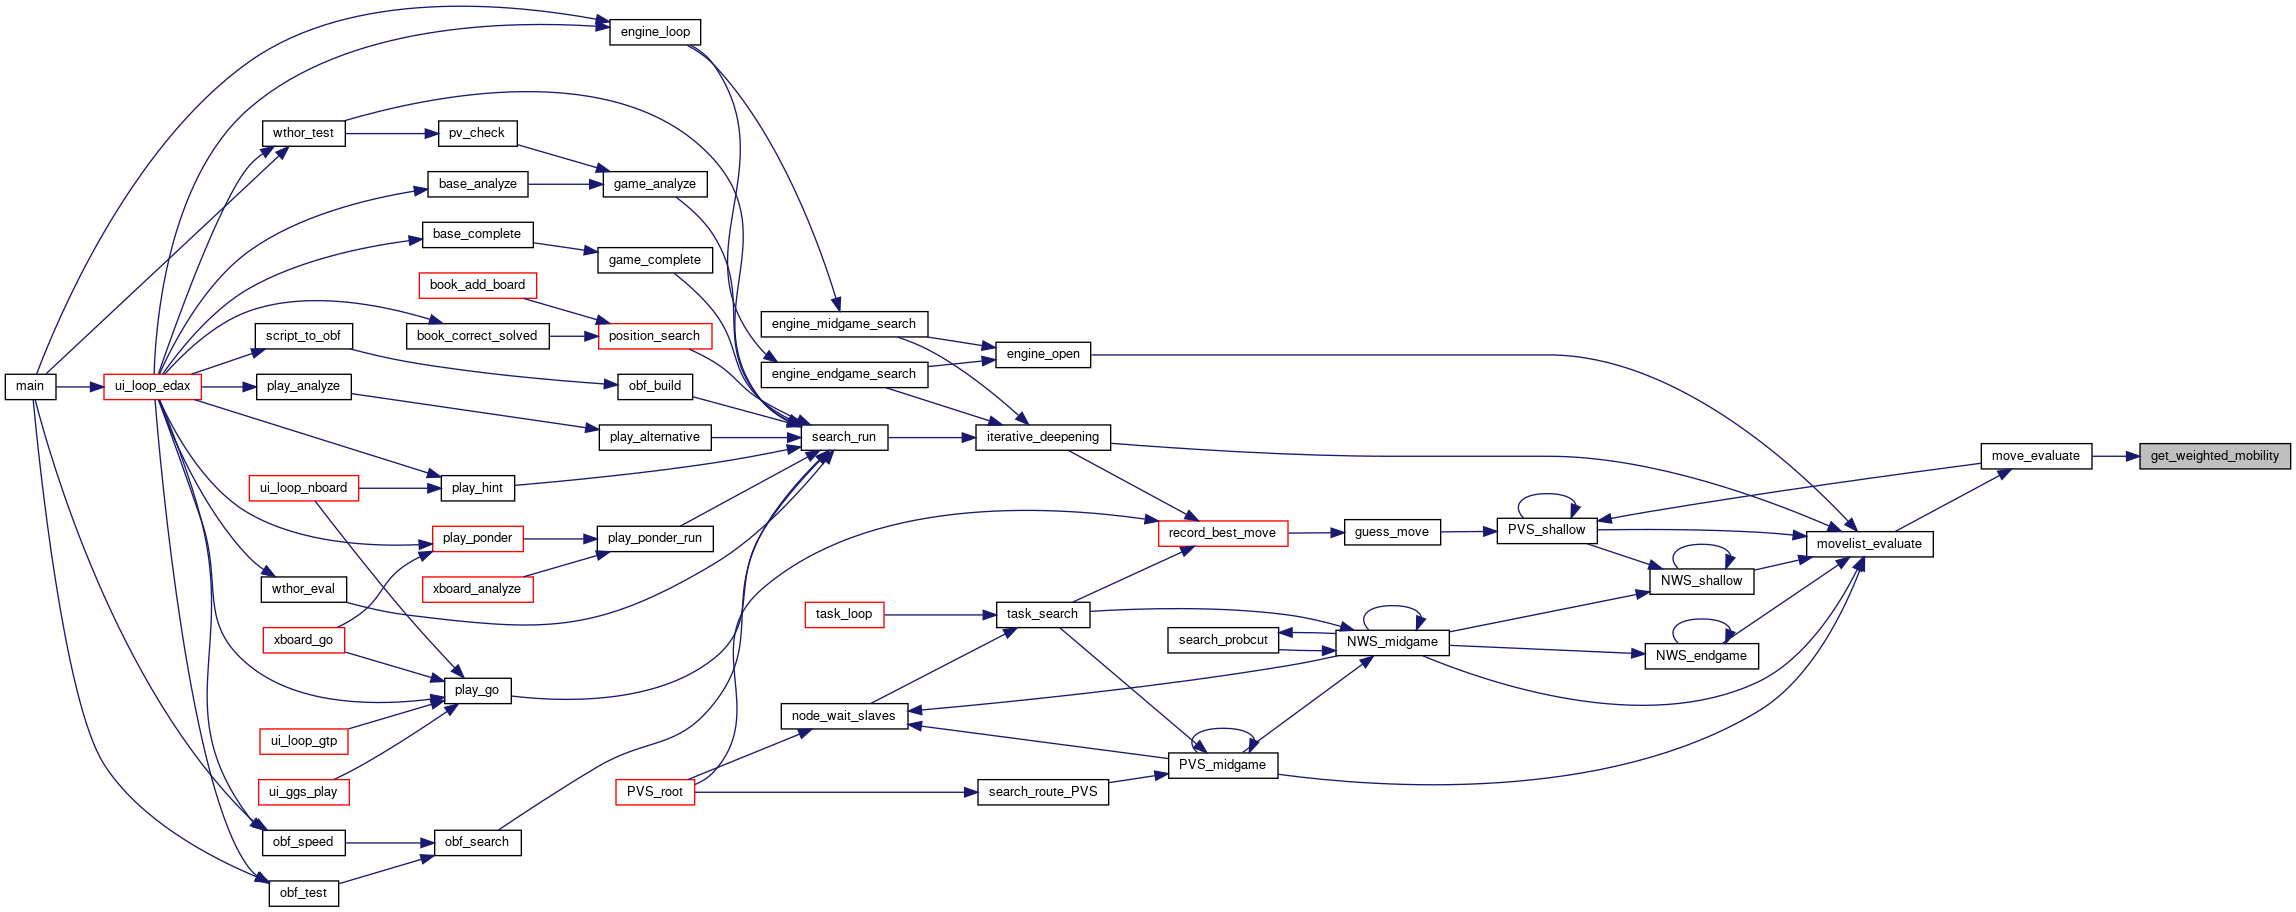 engine_loop
wthor_test
pv_check
base_analyze
game_analyze
base_complete
game_complete
book_add_board
script_to_obf
book_correct_solved
position_search
engine_midgame_search
engine_open
main
ui_loop_edax
play_analyze
obf_build
engine_endgame_search
play_alternative
search_run
iterative_deepening
move_evaluate
get_weighted_mobility
ui_loop_nboard
play_hint
play_ponder
play_ponder_run
record_best_move
guess_move
PVS_shallow
movelist_evaluate
wthor_eval
xboard_analyze
NWS_shallow
xboard_go
task_loop
task_search
search_probcut
NWS_midgame
NWS_endgame
play_go
node_wait_slaves
ui_loop_gtp
PVS_midgame
ui_ggs_play
PVS_root
search_route_PVS
obf_speed
obf_search
obf_test